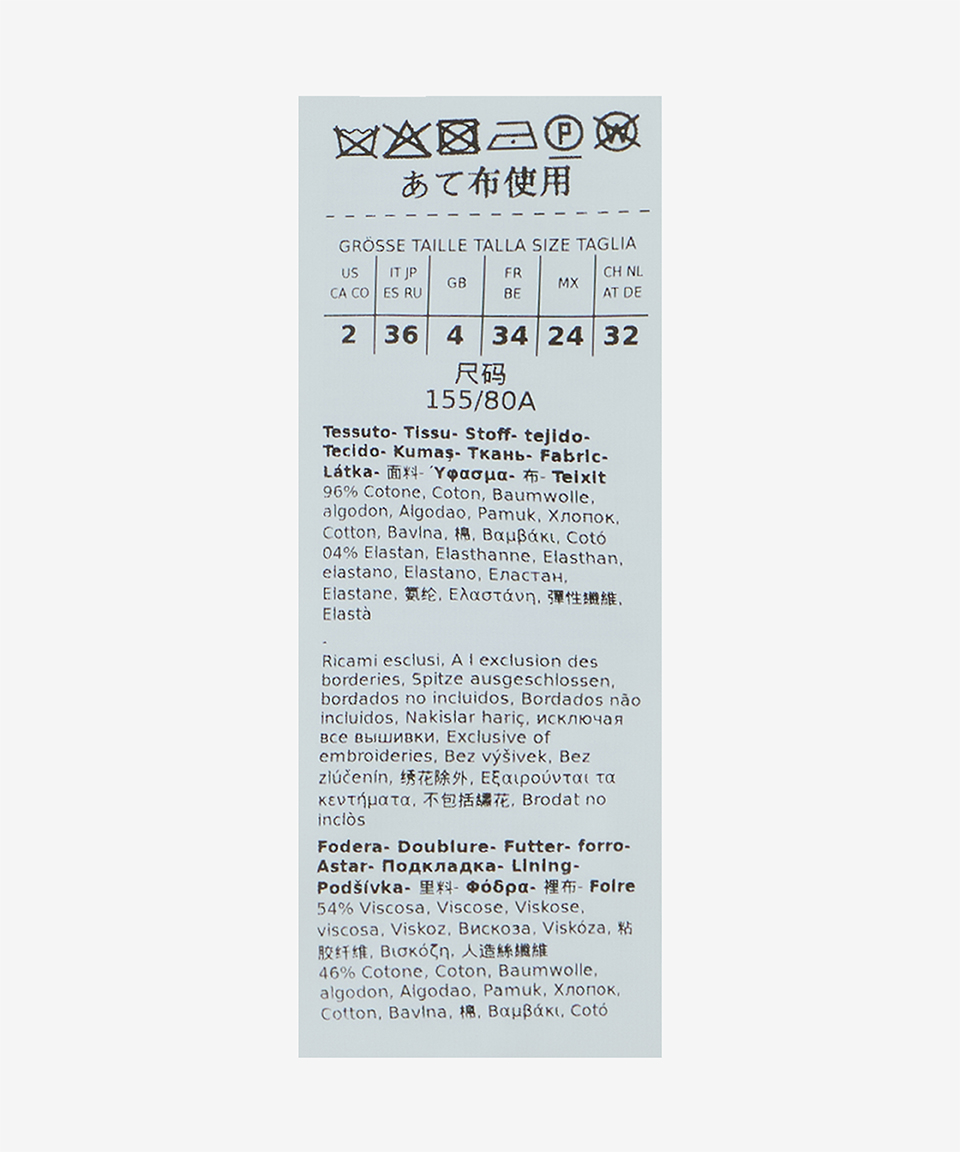 P W
あて布使用
GRÖSSE TAILLE TALLA SIZE TAGLIA
US IT JP GB FR MX CH NL
CA CO ES RU BE AT DE
2 36 4 34 24 32
尺码
155/80A
Tessuto- Tissu- Stoff- tejido-
Tecido- Kumaş- Ткань- Fabric-
Látka- 面料- Ύφασμα- 布- Teixit
96% Cotone, Coton, Baumwolle,
algodon, Algodao, Pamuk, Хлопок,
Cotton, Bavlna, 棉, Βαμβάκι, Cotó
04% Elastan, Elasthanne, Elasthan,
elastano, Elastano, Еластан,
Elastane, 氨纶, Ελαστάνη, 彈性纖維,
Elastà
-
Ricami esclusi, A l exclusion des
borderies, Spitze ausgeschlossen,
bordados no incluidos, Bordados não
incluidos, Nakislar hariç, исключая
все вышивки, Exclusive of
embroideries, Bez výšivek, Bez
zlúčenín, 绣花除外, Εξαιρούνται τα
κεντήματα, 不包括繡花, Brodat no
inclòs
Fodera- Doublure- Futter- forro-
Astar- Подкладка- Lining-
Podšívka- 里料- Φόδρα- 裡布- Folre
54% Viscosa, Viscose, Viskose,
viscosa, Viskoz, Вискоза, Viskóza, 粘
胶纤维, Βισκόζη, 人造絲纖維
46% Cotone, Coton, Baumwolle,
algodon, Algodao, Pamuk, Хлопок,
Cotton, Bavlna, 棉, Βαμβάκι, Cotó